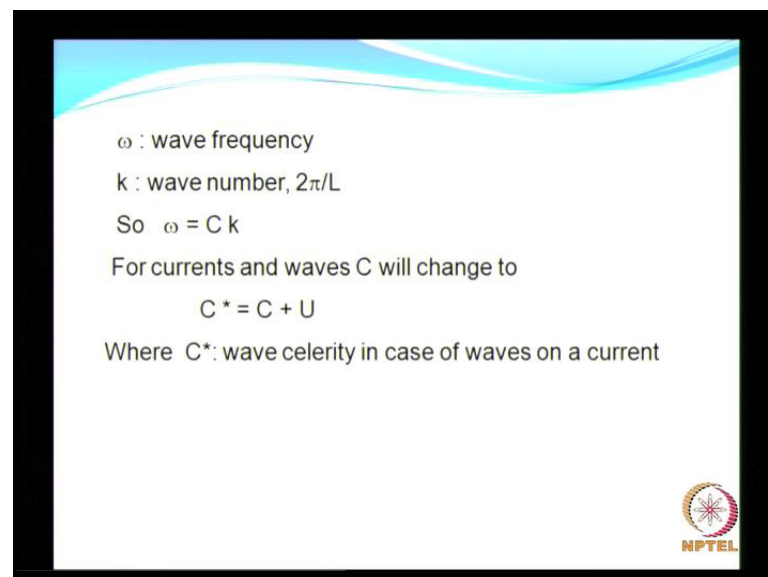 ω : wave frequency
k : wave number, 2π/L
So ω = C k
For currents and waves C will change to
C * = C + U
Where C*: wave celerity in case of waves on a current
NPTEL